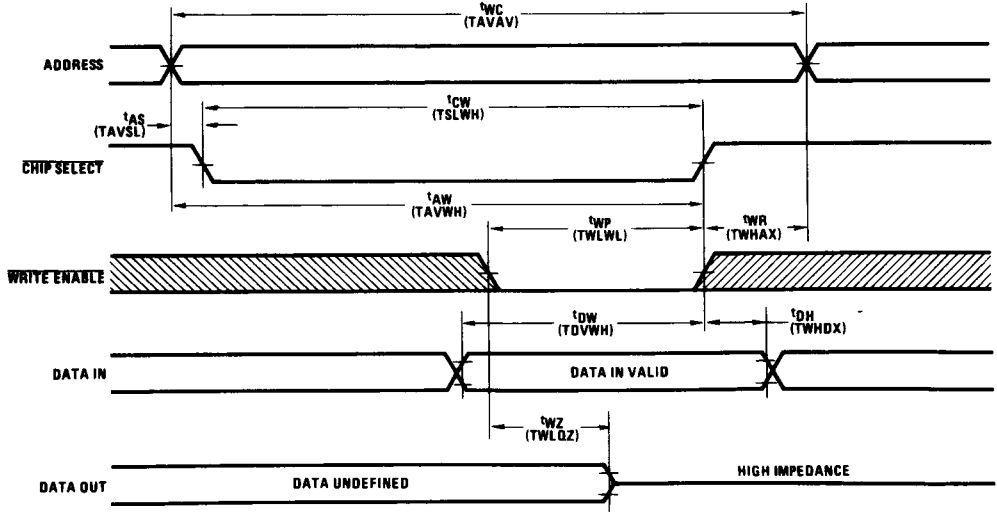 tWC
(TAVAV)
ADDRESS
tAS
(TAVSL)
tCW
(TSLWH)
CHIP SELECT
tAW
(TAVWH)
tWP
(TWLWL)
tWR
(TWHAX)
WRITE ENABLE
tDW
(TDVWH)
tDH
(TWHDX)
DATA IN
DATA IN VALID
tWZ
(TWLQZ)
DATA OUT
DATA UNDEFINED
HIGH IMPEDANCE